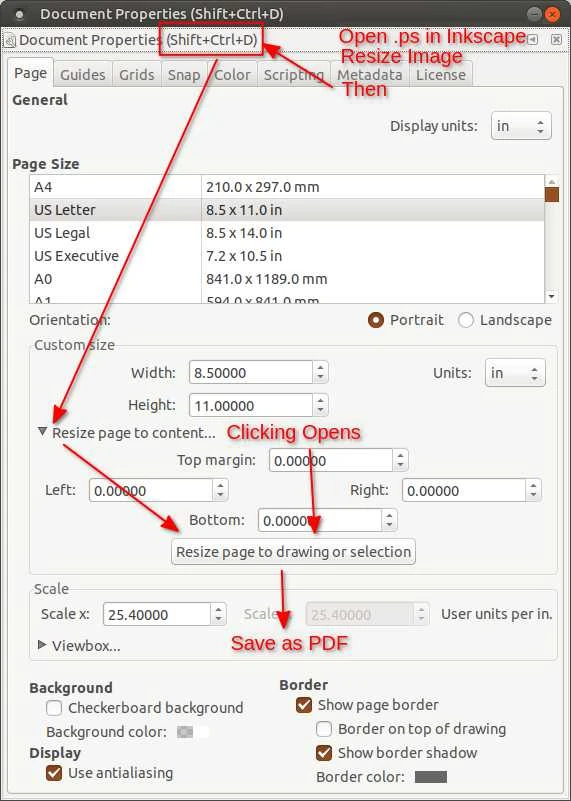 Document Properties (Shift+Ctrl+D)
Document Properties (Shift+Ctrl+D)
Open .ps in Inkscape
Resize Image
Then
Page Guides Grids Snap Color Scripting Metadata License
General
Display units: in
Page Size
A4 210.0 x 297.0 mm
US Letter 8.5 x 11.0 in
US Legal 8.5 x 14.0 in
US Executive 7.2 x 10.5 in
A0 841.0 x 1189.0 mm
A1 594.0 x 841.0 mm
Orientation: Portrait Landscape
Custom size
Width: 8.50000 Units: in
Height: 11.00000
Resize page to content... Clicking Opens
Top margin: 0.00000
Left: 0.00000 Right: 0.00000
Bottom: 0.00000
Resize page to drawing or selection
Scale
Scale x: 25.40000 Scale 25.40000 User units per in.
Save as PDF
Viewbox...
Background
Checkerboard background
Background color:
Display
Use antialiasing
Border
Show page border
Border on top of drawing
Show border shadow
Border color: